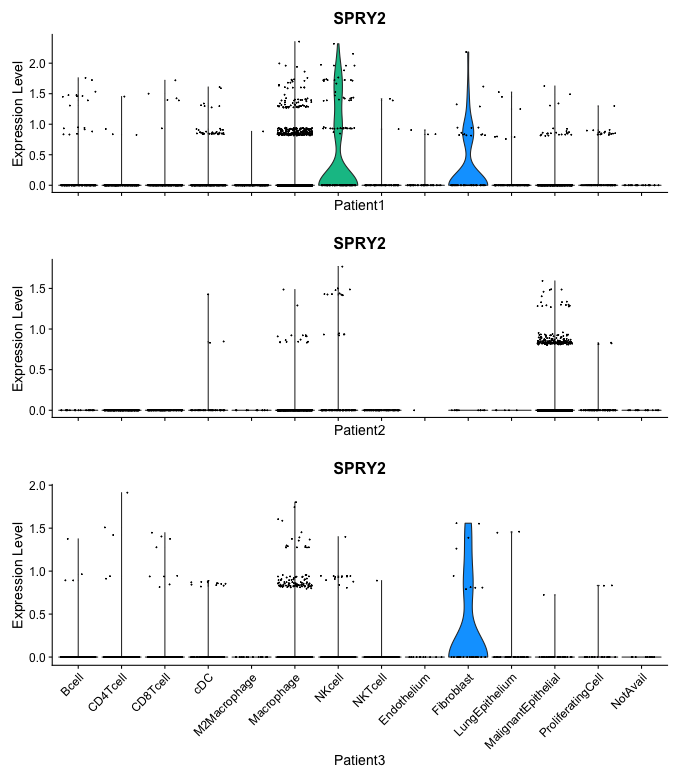 SPRY2
Expression Level
2.0
1.5
1.0
0.5
0.0
Patient1
SPRY2
Expression Level
1.5
1.0
0.5
0.0
Patient2
SPRY2
Expression Level
2.0
1.5
1.0
0.5
0.0
Bcell
CD4Tcell
CD8Tcell
cDC
M2Macrophage
Macrophage
NKcell
NKTcell
Endothelium
Fibroblast
LungEpithelium
MalignantEpithelial
ProliferatingCell
NotAvail
Patient3